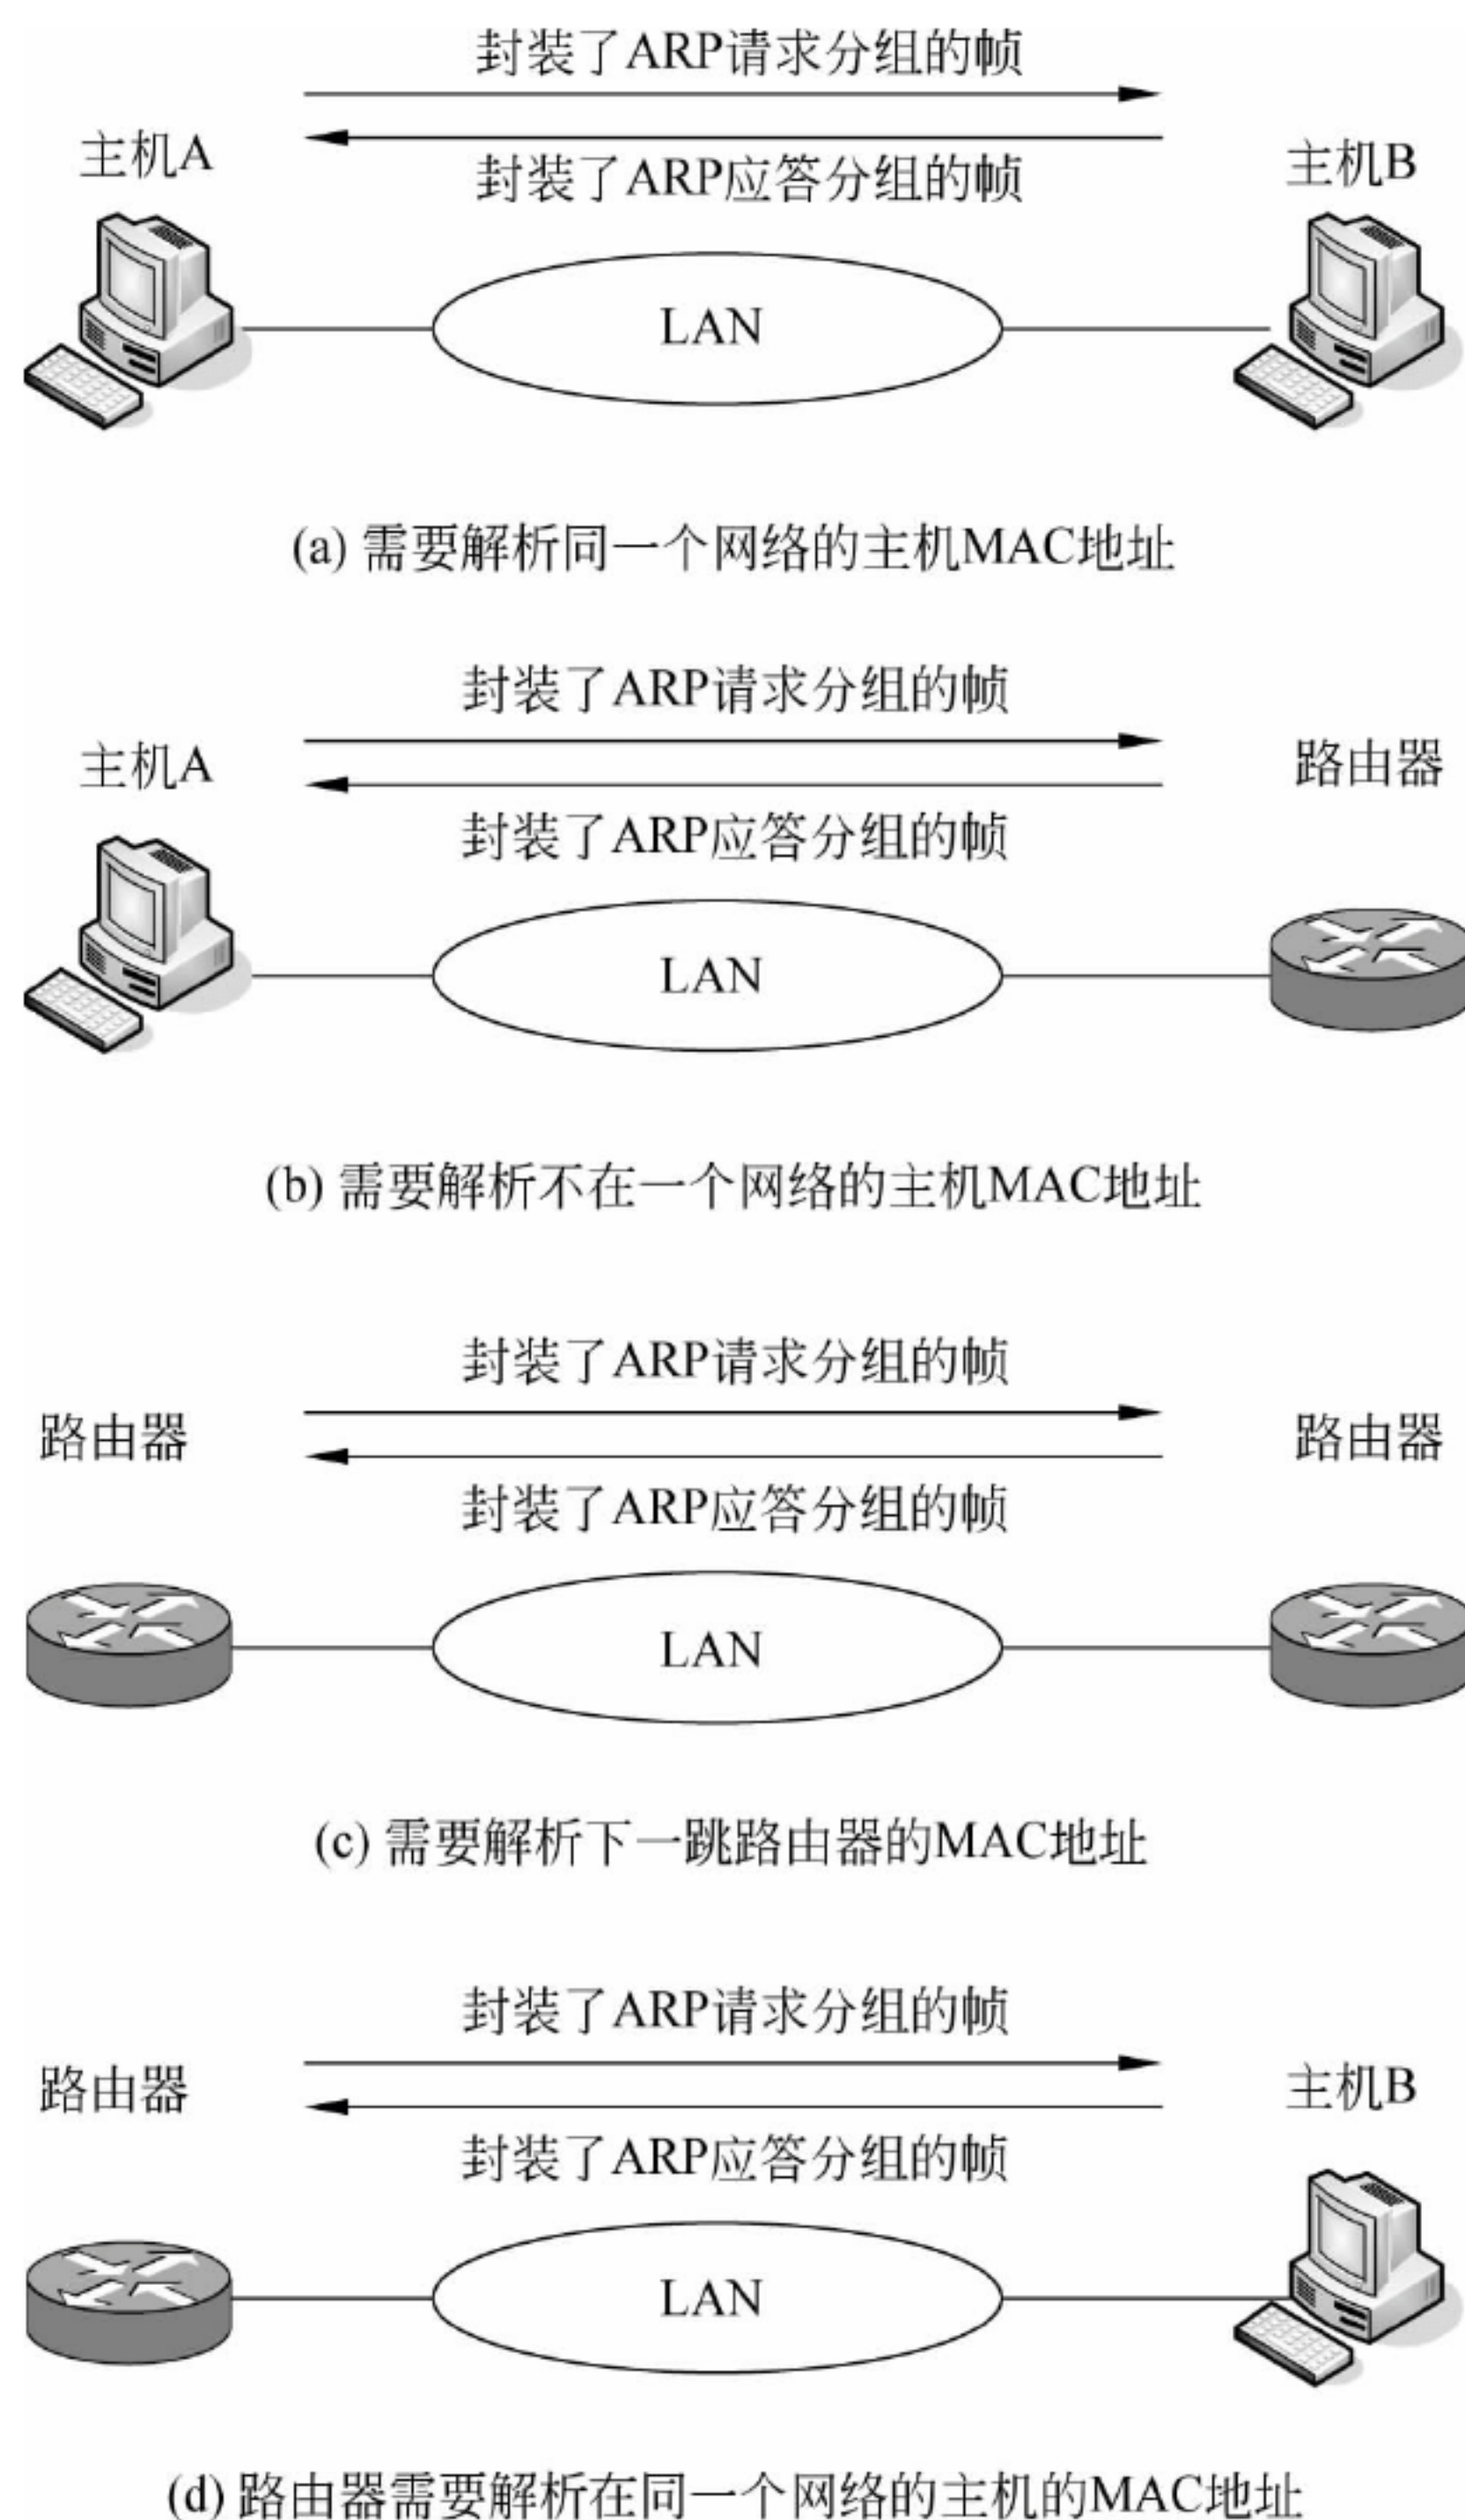 封装了ARP请求分组的帧
主机A
封装了ARP应答分组的帧
主机B
LAN
(a) 需要解析同一个网络的主机MAC地址
封装了ARP请求分组的帧
主机A
路由器
封装了ARP应答分组的帧
LAN
(b) 需要解析不在一个网络的主机MAC地址
封装了ARP请求分组的帧
路由器
路由器
封装了ARP应答分组的帧
LAN
(c) 需要解析下一跳路由器的MAC地址
封装了ARP请求分组的帧
路由器
主机B
封装了ARP应答分组的帧
LAN
(d) 路由器需要解析在同一个网络的主机的MAC地址